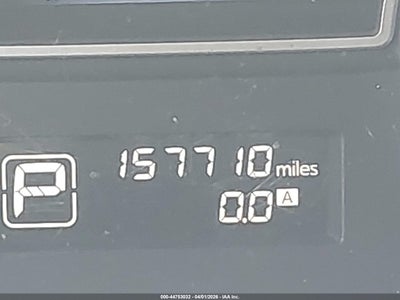 157710 miles
P
0.0 A
000-44753032 - 04/01/2026 - IAA Inc.